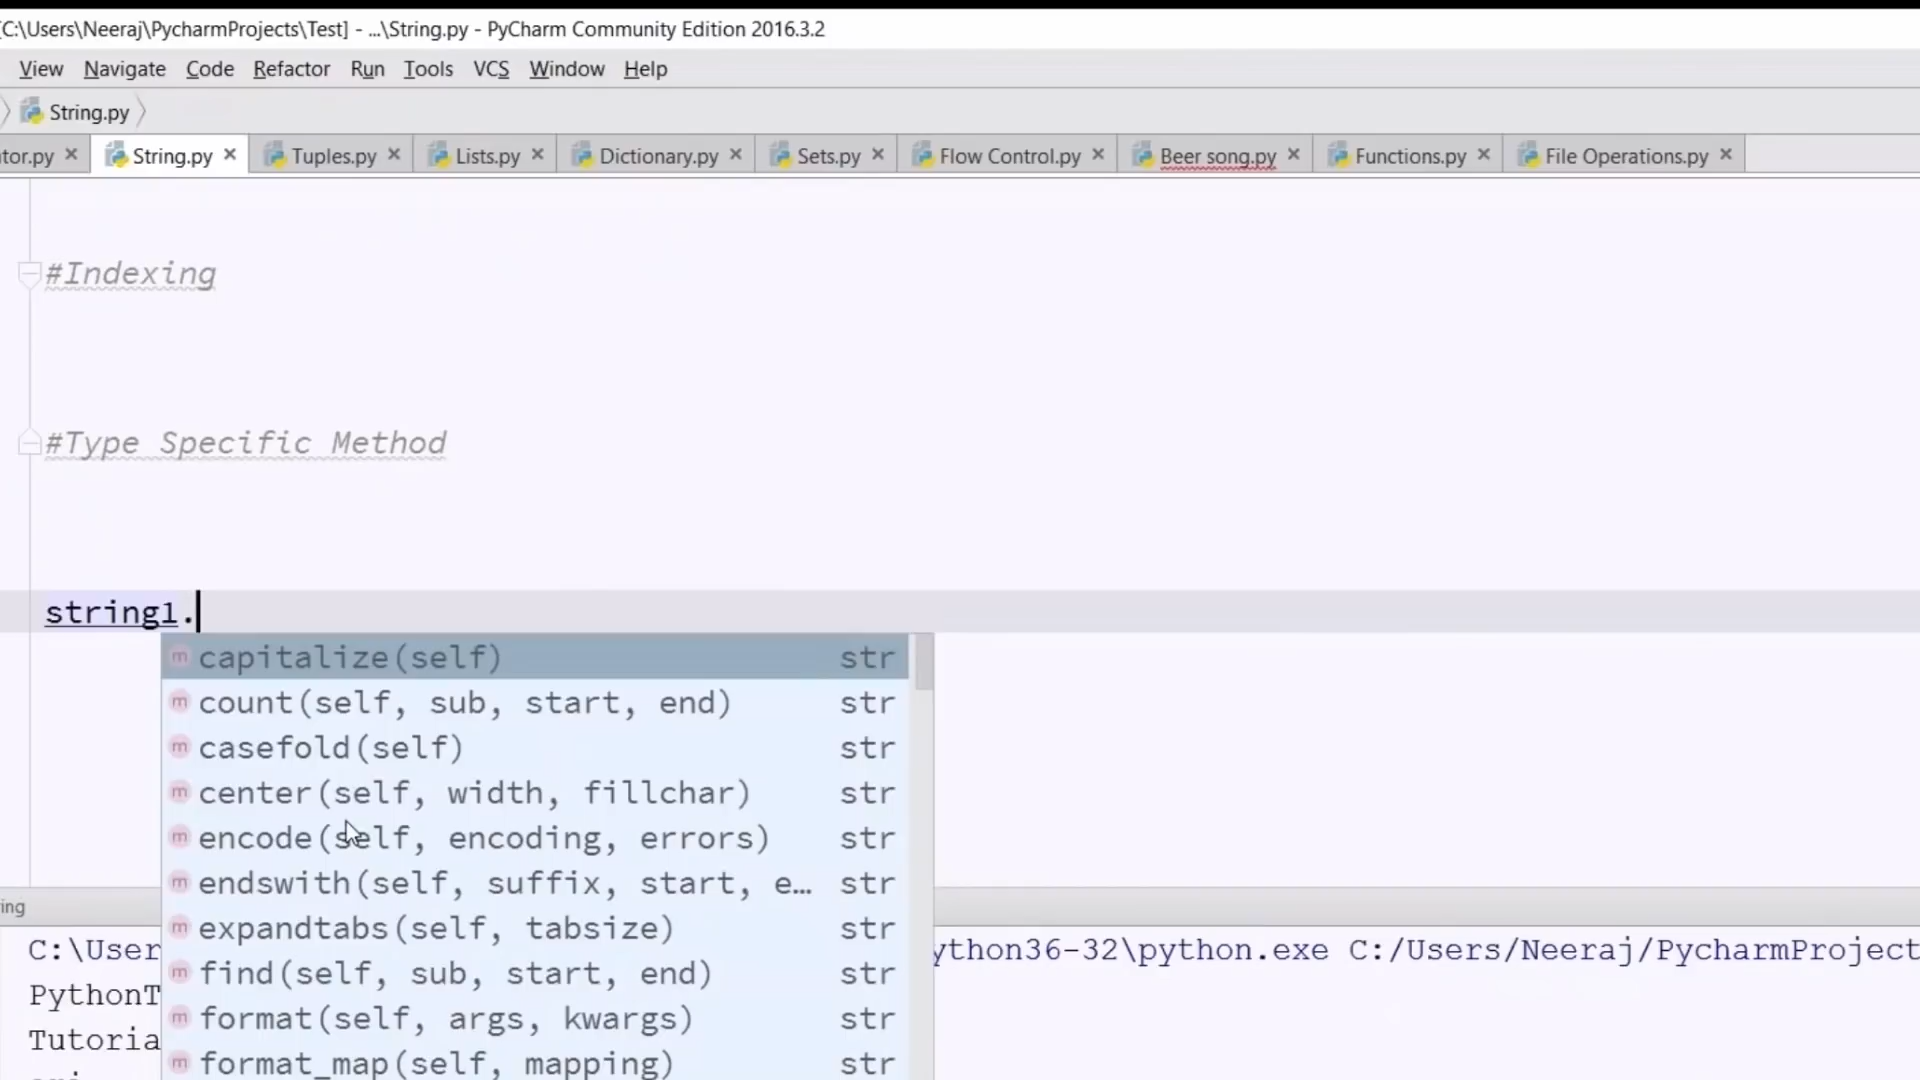 C:\Users\Neeraj\PycharmProjects\Test] - ...\String.py - PyCharm Community Edition 2016.3.2
View Navigate Code Refactor Run Tools VCS Window Help
String.py
tor.py String.py Tuples.py Lists.py Dictionary.py Sets.py Flow Control.py Beer song.py Functions.py File Operations.py
#Indexing
#Type Specific Method
string1.
m capitalize(self) str
m count(self, sub, start, end) str
m casefold(self) str
m center(self, width, fillchar) str
m encode(self, encoding, errors) str
m endswith(self, suffix, start, e… str
m expandtabs(self, tabsize) str
m find(self, sub, start, end) str
m format(self, args, kwargs) str
m format_map(self, mapping) str
ing
C:\User ython36-32\python.exe C:/Users/Neeraj/PycharmProject
PythonT
Tutoria